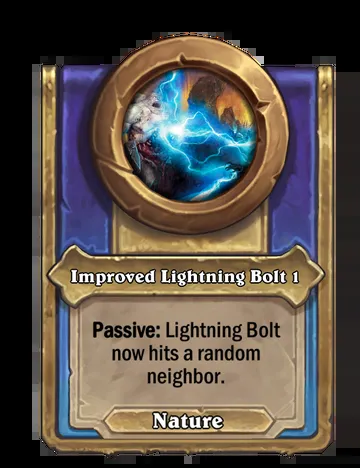 Improved Lightning Bolt 1
Passive: Lightning Bolt
now hits a random
neighbor.
Nature